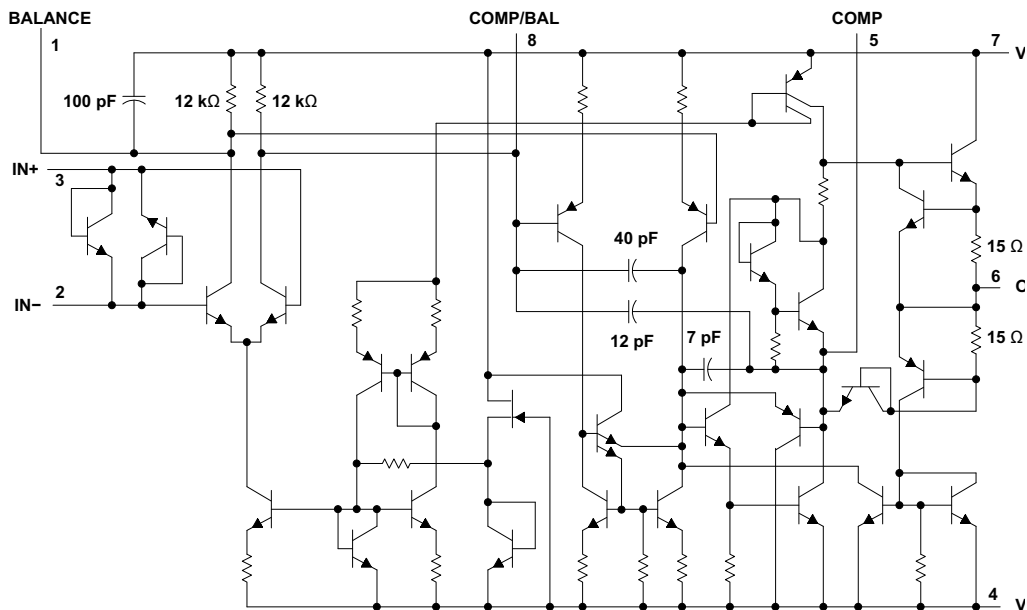 BALANCE
COMP/BAL
COMP
1
8
5
7
V
100 pF
12 kΩ
12 kΩ
IN+
3
40 pF
15 Ω
6
O
IN−
2
12 pF
7 pF
15 Ω
4
V